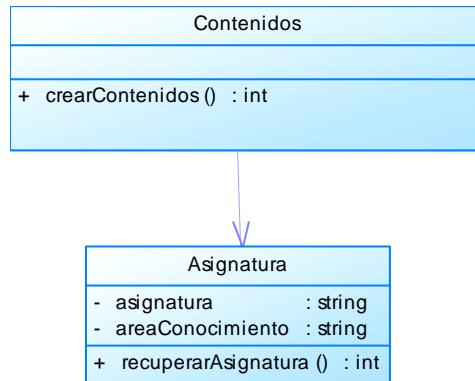 Contenidos
+ crearContenidos () : int
Asignatura
- asignatura : string
- areaConocimiento : string
+ recuperarAsignatura () : int